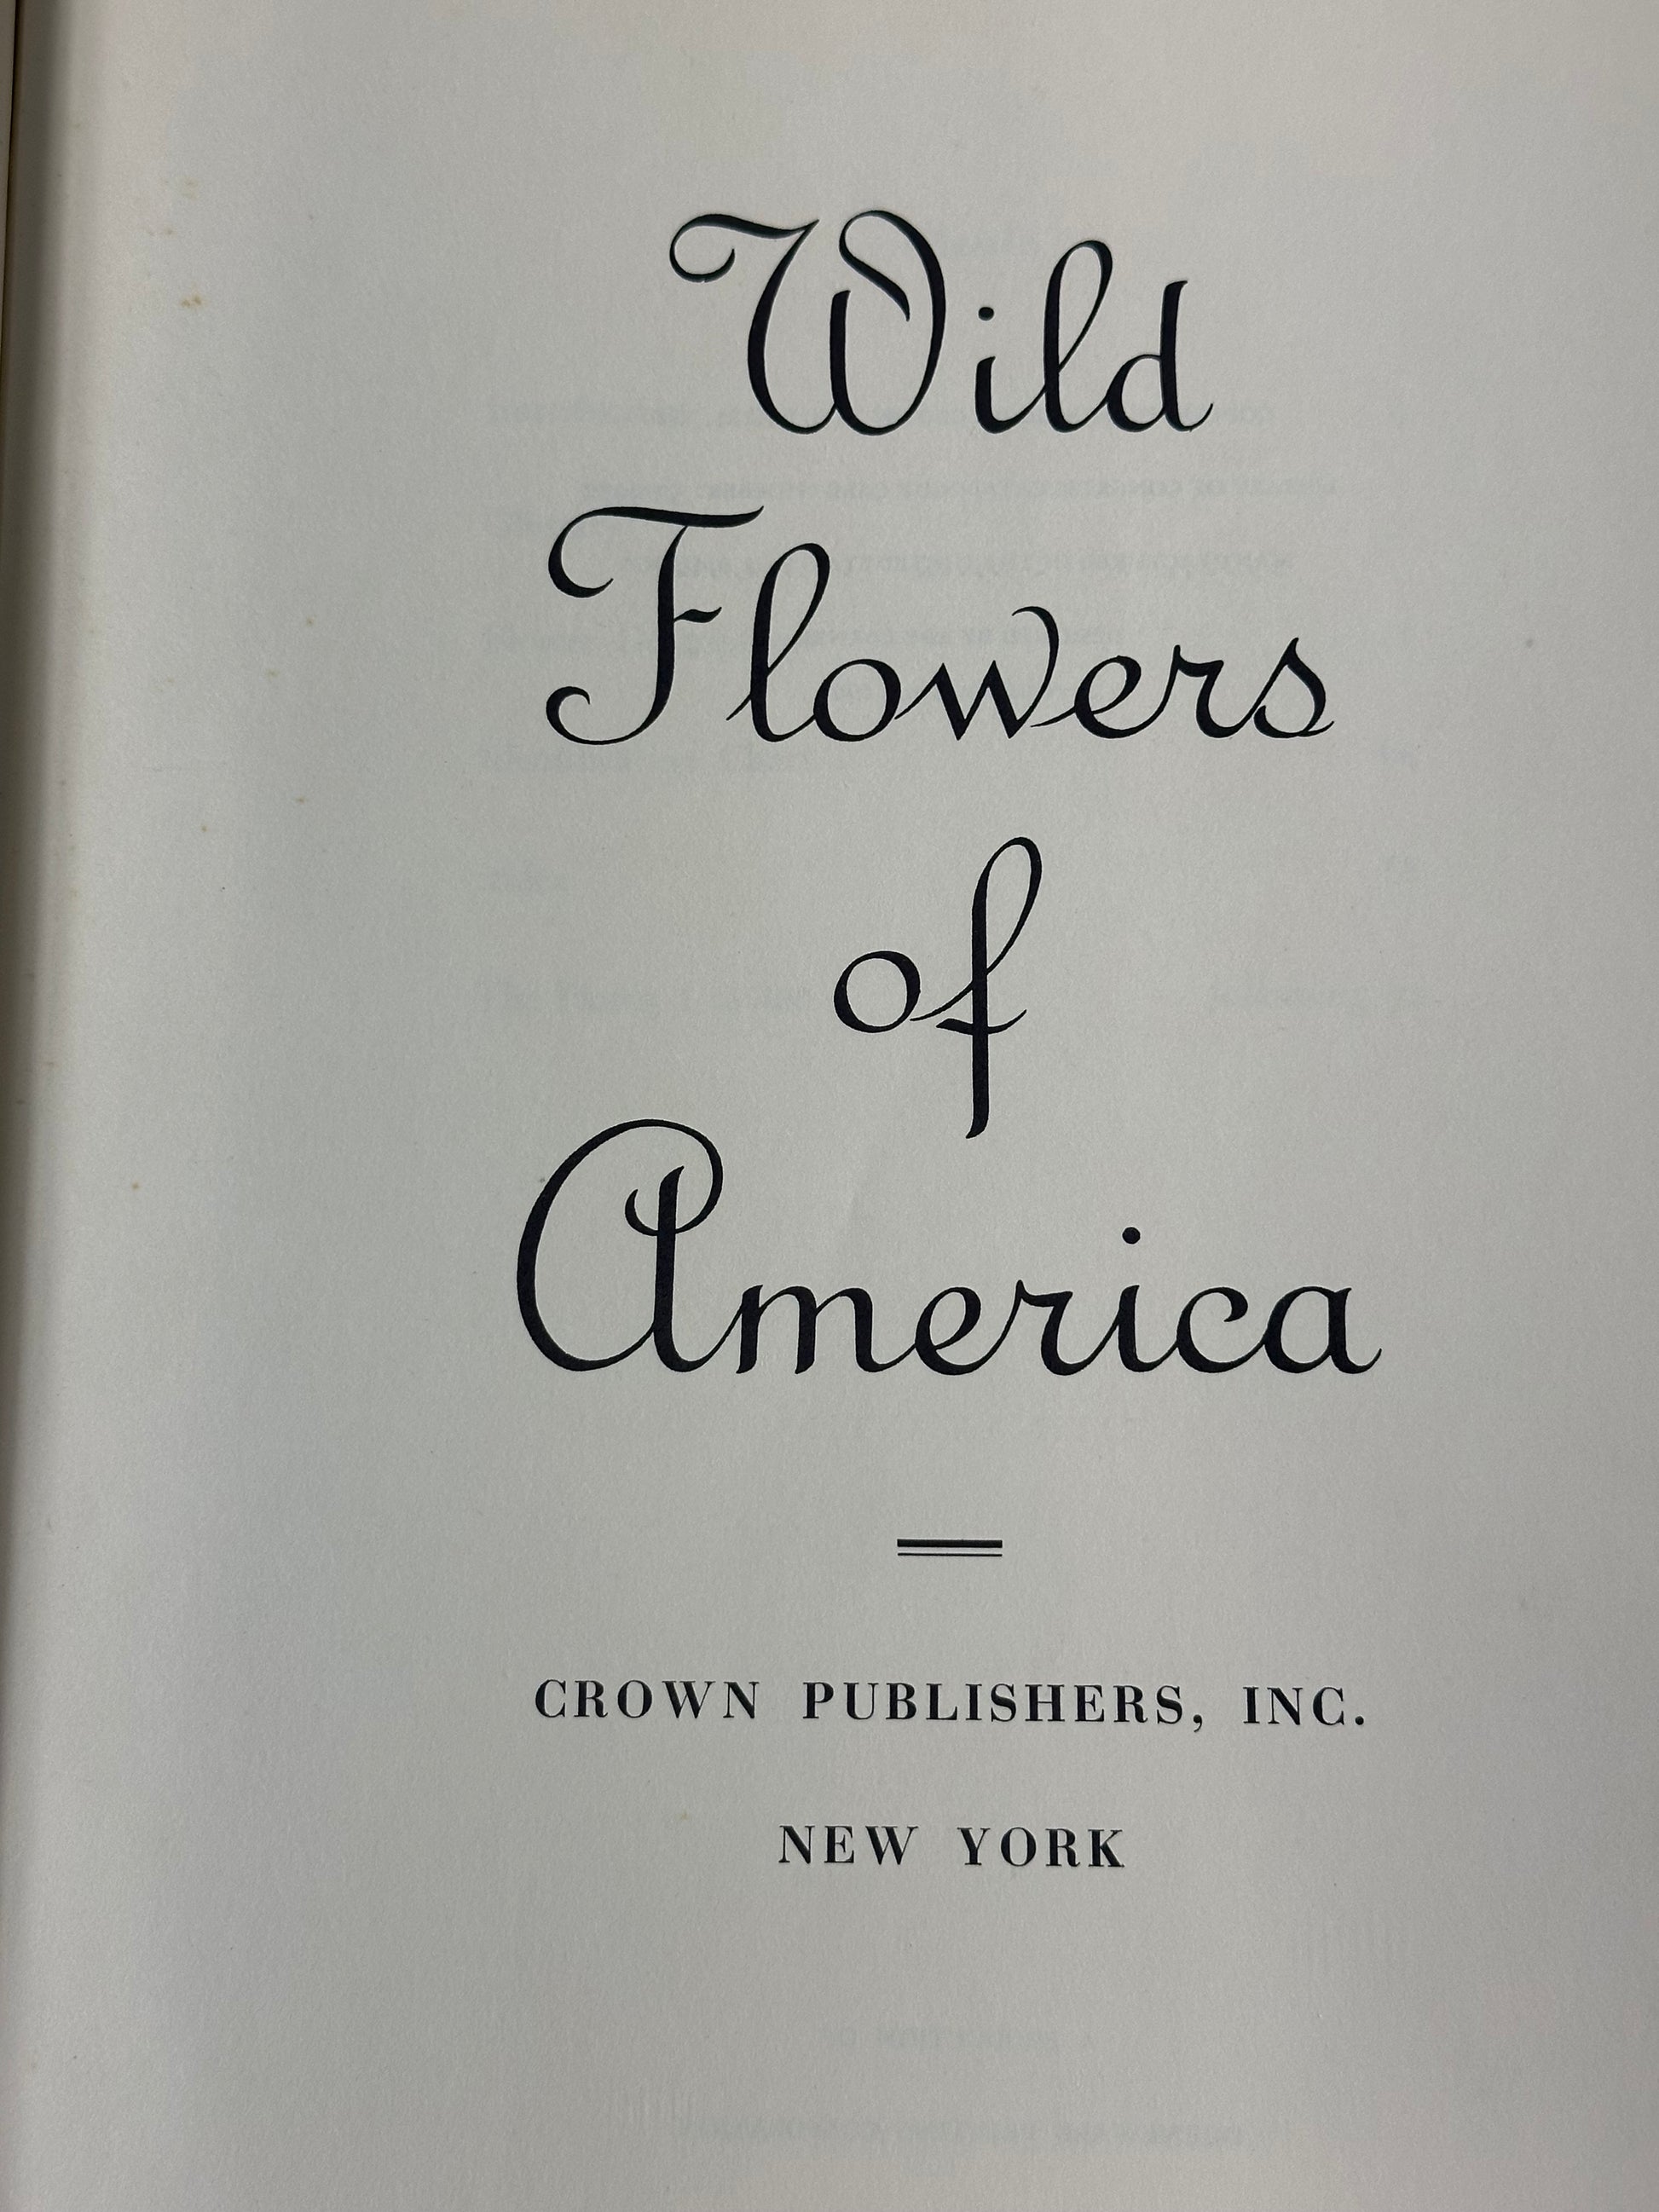 Wild
Flowers
of
America
CROWN PUBLISHERS, INC.
NEW YORK